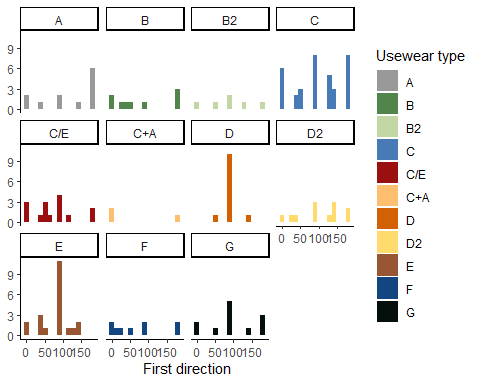 A B B2 C
9
6
3
0
Usewear type
A
B
B2
C
C/E
C+A
D
D2
E
F
G
C/E C+A D D2
9
6
3
0
0 50 100 150
E F G
9
6
3
0
0 50 100 150 0 50 100 150 0 50 100 150
First direction